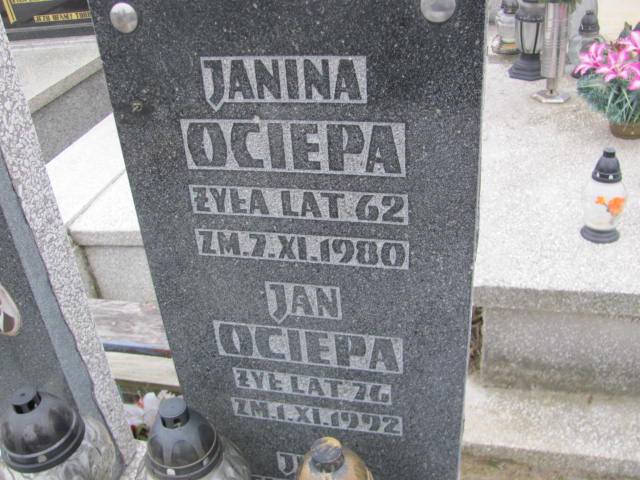 JANINA
OCIEPA
ŻYŁA LAT 62
ZM.7.XI.1980
JAN
OCIEPA
ŻYŁ LAT 76
ZM.1.XI.1992